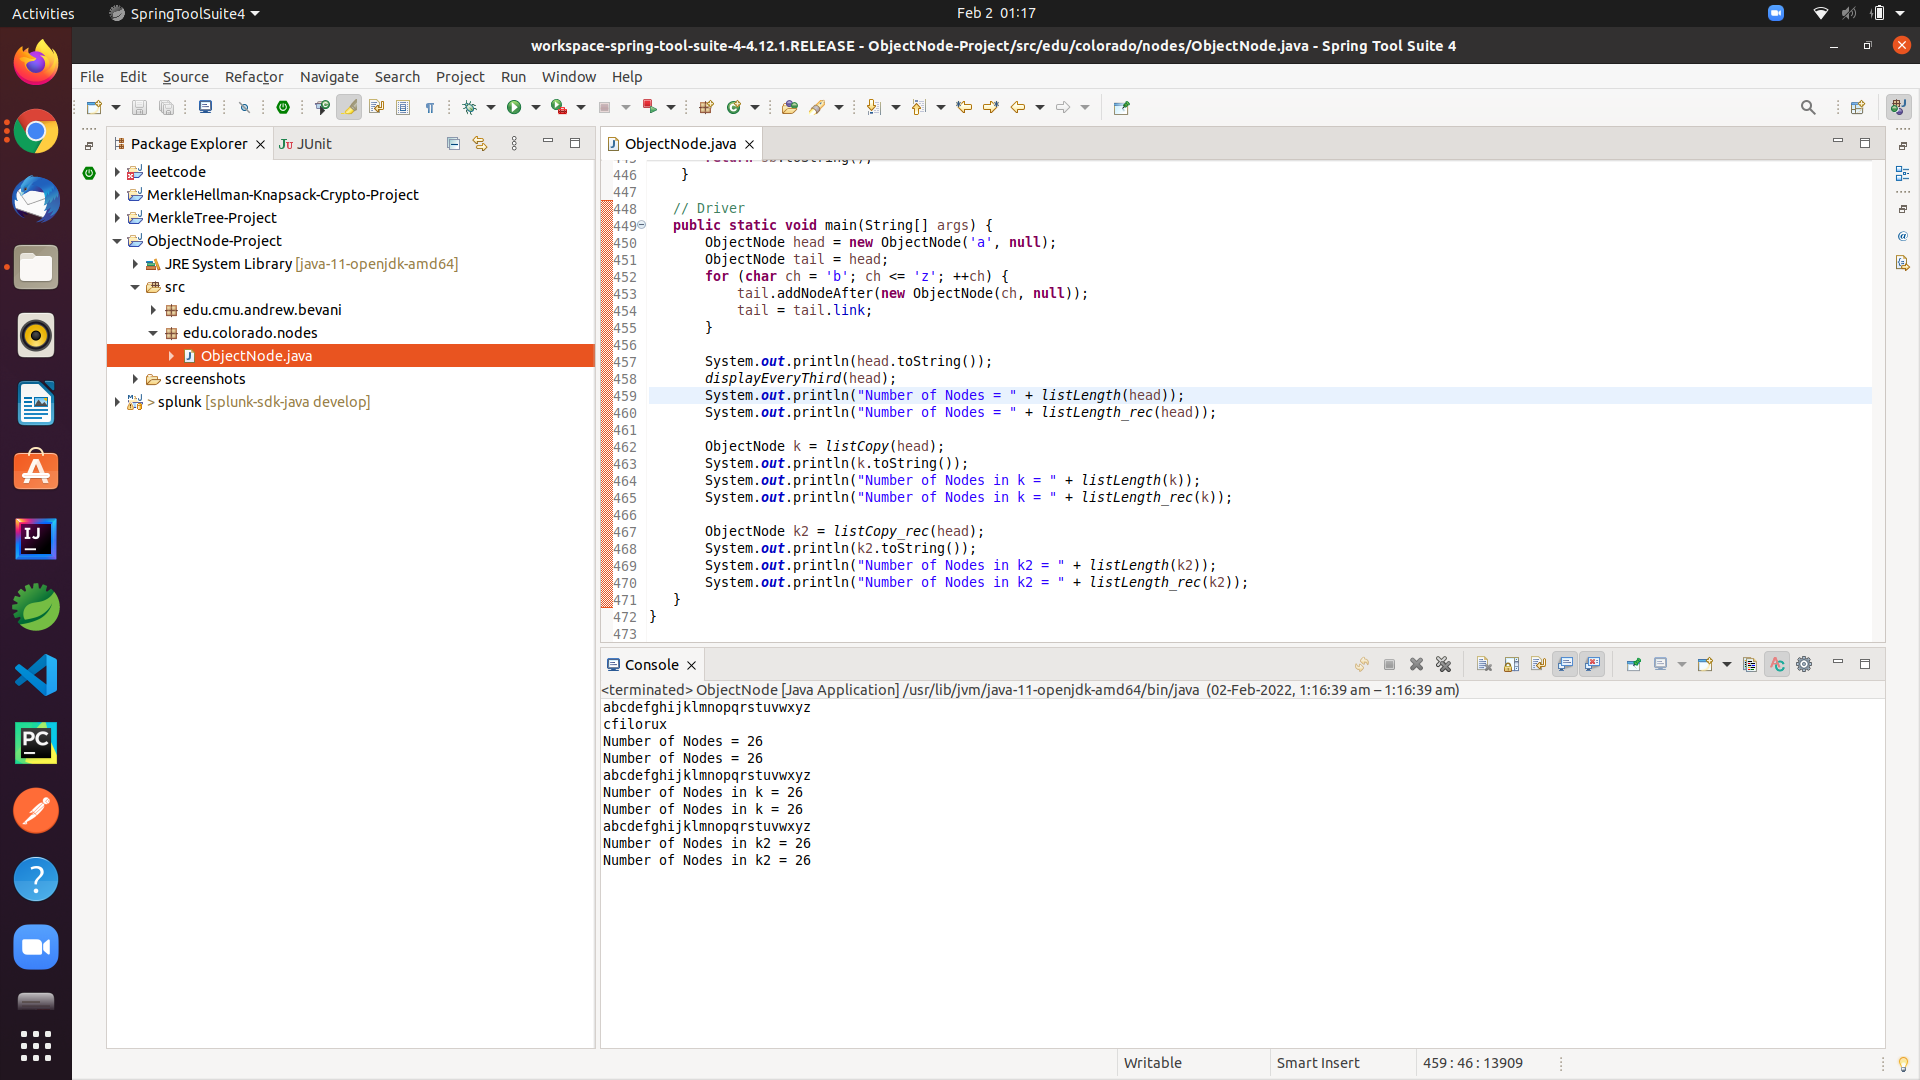 Activities
SpringToolSuite4
Feb 2 01:17
workspace-spring-tool-suite-4-4.12.1.RELEASE - ObjectNode-Project/src/edu/colorado/nodes/ObjectNode.java - Spring Tool Suite 4
File Edit Source Refactor Navigate Search Project Run Window Help
Package Explorer
JUnit
leetcode
MerkleHellman-Knapsack-Crypto-Project
MerkleTree-Project
ObjectNode-Project
JRE System Library [java-11-openjdk-amd64]
src
edu.cmu.andrew.bevani
edu.colorado.nodes
ObjectNode.java
screenshots
> splunk [splunk-sdk-java develop]
ObjectNode.java
446 }
447
448 // Driver
449 public static void main(String[] args) {
450 ObjectNode head = new ObjectNode('a', null);
451 ObjectNode tail = head;
452 for (char ch = 'b'; ch <= 'z'; ++ch) {
453 tail.addNodeAfter(new ObjectNode(ch, null));
454 tail = tail.link;
455 }
456
457 System.out.println(head.toString());
458 displayEveryThird(head);
459 System.out.println("Number of Nodes = " + listLength(head));
460 System.out.println("Number of Nodes = " + listLength_rec(head));
461
462 ObjectNode k = listCopy(head);
463 System.out.println(k.toString());
464 System.out.println("Number of Nodes in k = " + listLength(k));
465 System.out.println("Number of Nodes in k = " + listLength_rec(k));
466
467 ObjectNode k2 = listCopy_rec(head);
468 System.out.println(k2.toString());
469 System.out.println("Number of Nodes in k2 = " + listLength(k2));
470 System.out.println("Number of Nodes in k2 = " + listLength_rec(k2));
471 }
472 }
473
Console
<terminated> ObjectNode [Java Application] /usr/lib/jvm/java-11-openjdk-amd64/bin/java (02-Feb-2022, 1:16:39 am – 1:16:39 am)
abcdefghijklmnopqrstuvwxyz
cfilorux
Number of Nodes = 26
Number of Nodes = 26
abcdefghijklmnopqrstuvwxyz
Number of Nodes in k = 26
Number of Nodes in k = 26
abcdefghijklmnopqrstuvwxyz
Number of Nodes in k2 = 26
Number of Nodes in k2 = 26
Writable
Smart Insert
459 : 46 : 13909